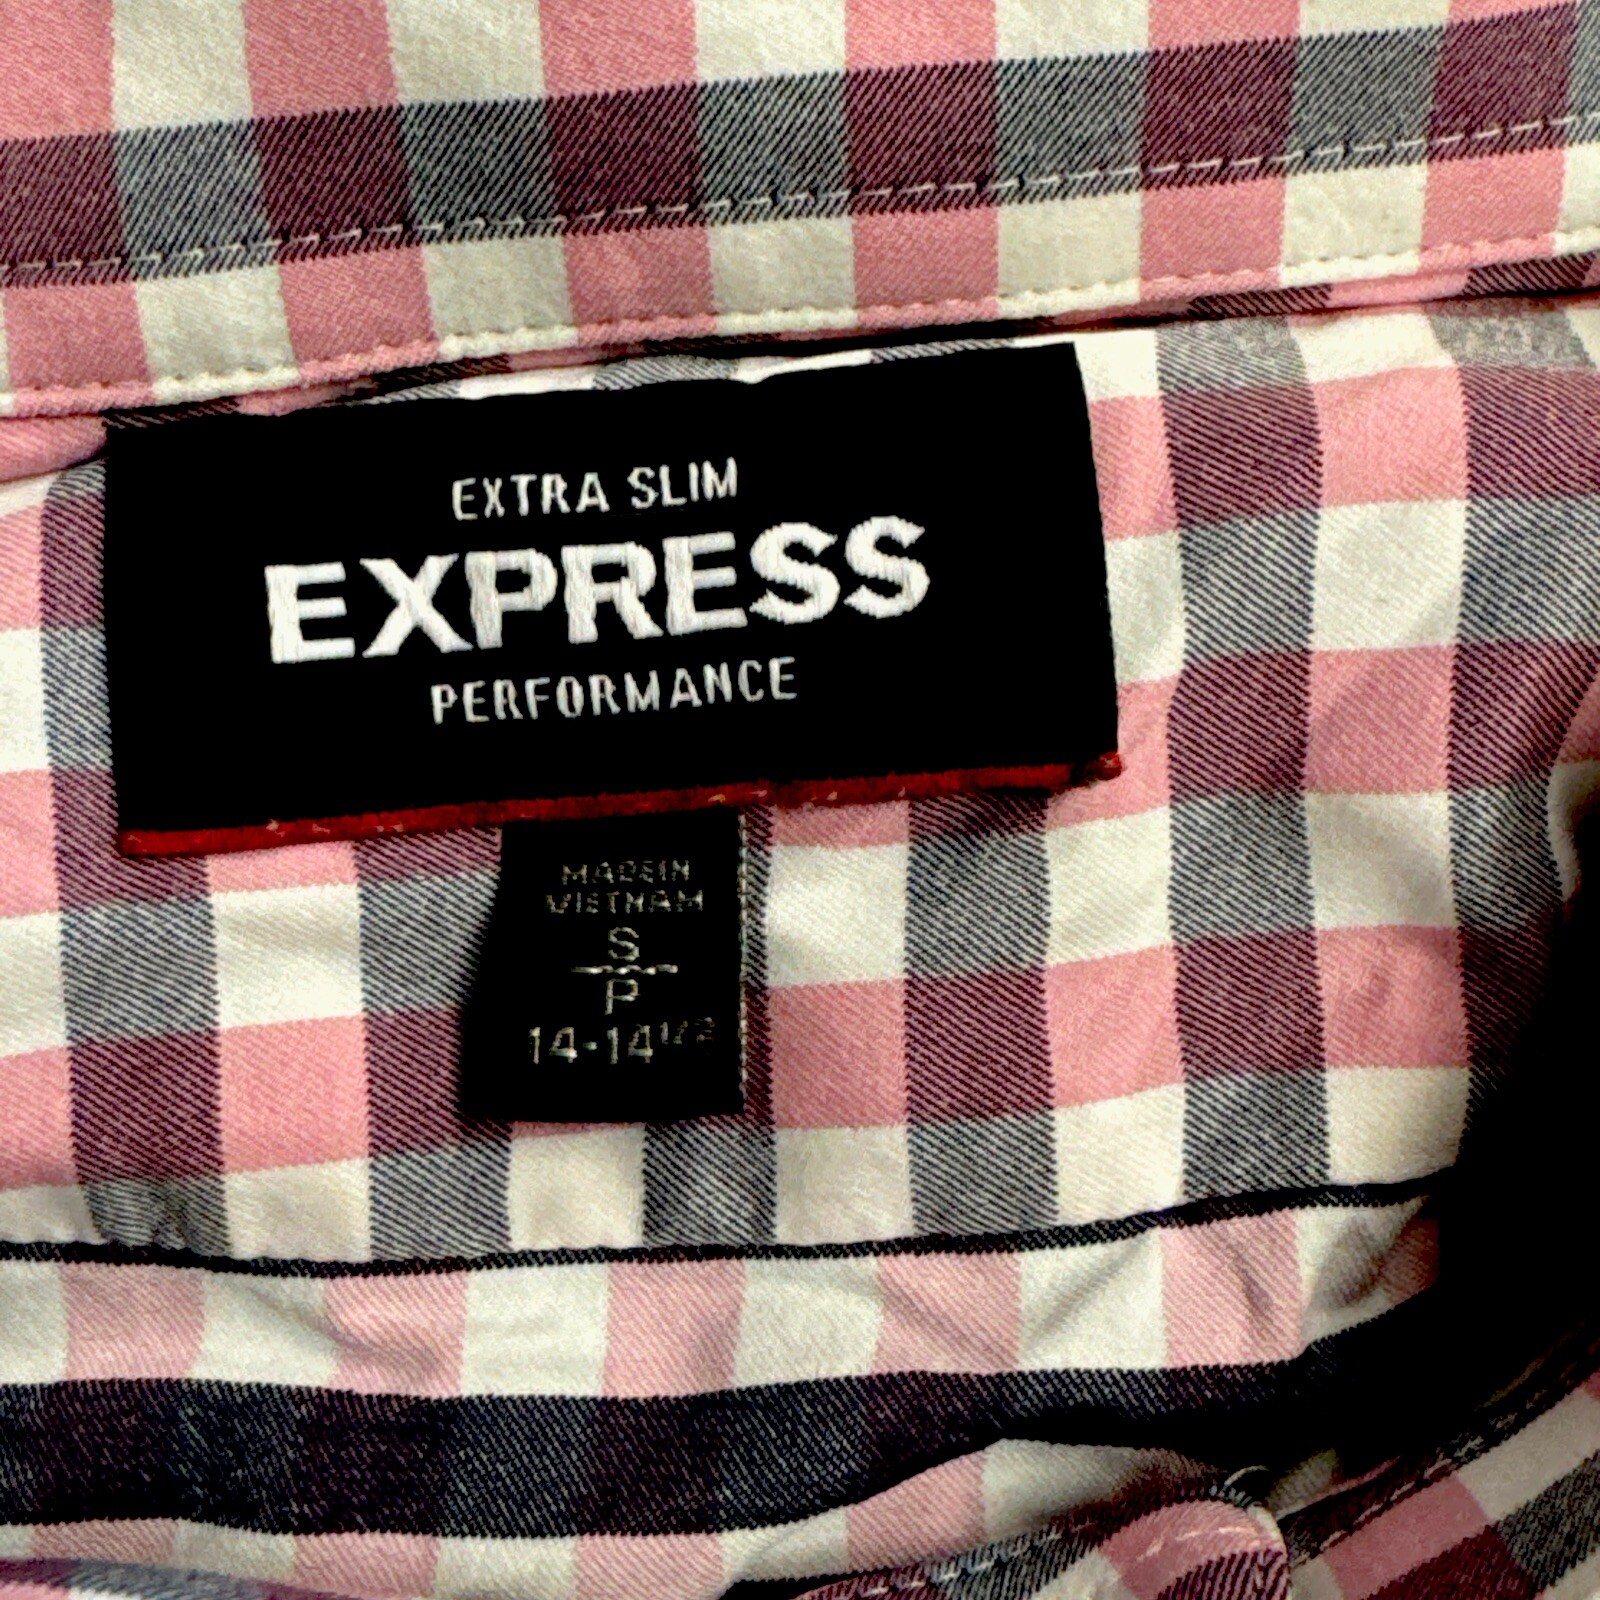 EXTRA SLIM
EXPRESS
PERFORMANCE
MADE IN
VIETNAM
S
P
14-14 1/2